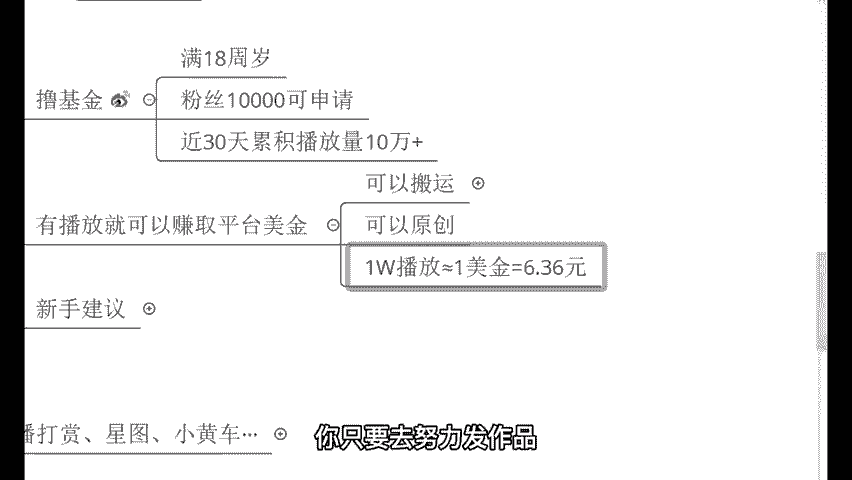 满18周岁
撸基金
粉丝10000可申请
近30天累积播放量10万+
可以搬运
有播放就可以赚取平台美金
可以原创
1W播放≈1美金=6.36元
新手建议
播打赏、星图、小黄车…
你只要去努力发作品